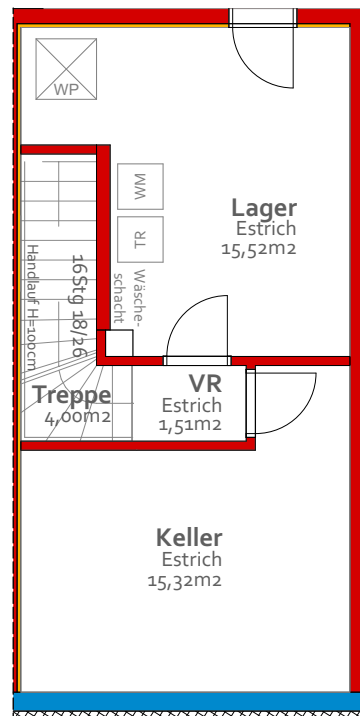 WP
WM
TR
Wäsche-
schacht
Lager
Estrich
15,52m2
16Stg 18/26
Handlauf H=100cm
Treppe
4,00m2
VR
Estrich
1,51m2
Keller
Estrich
15,32m2